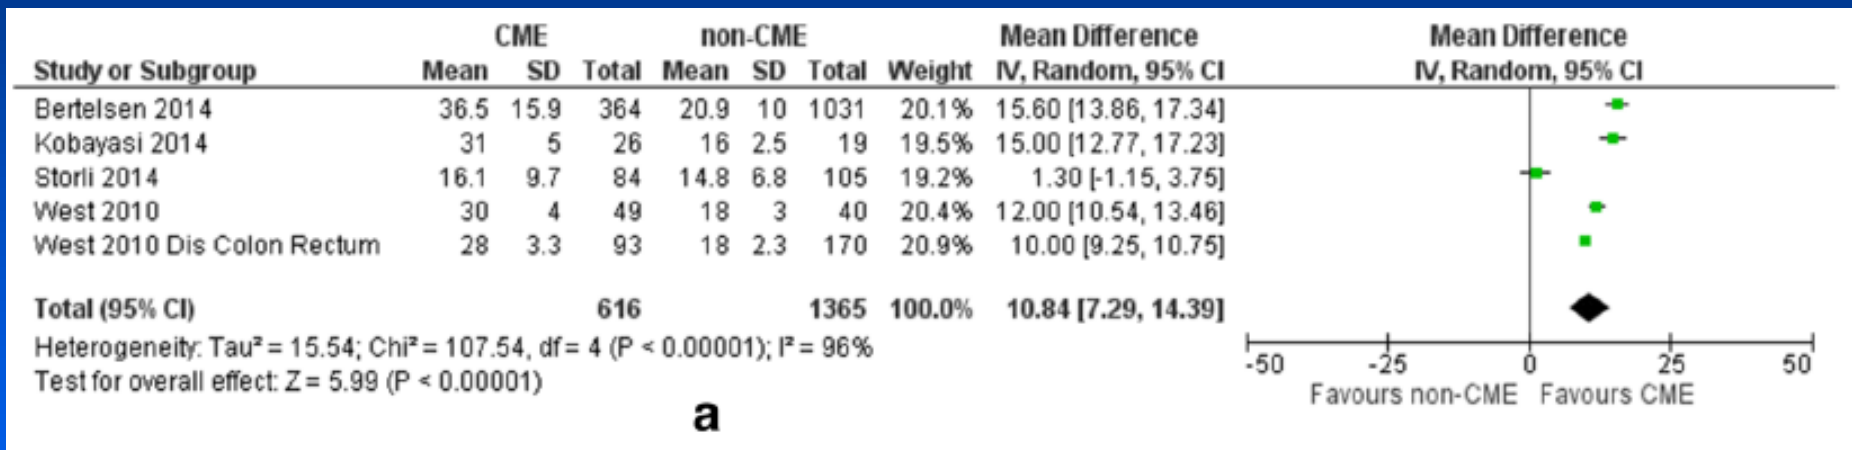 CME non-CME Mean Difference Mean Difference
Study or Subgroup Mean SD Total Mean SD Total Weight IV, Random, 95% CI IV, Random, 95% CI
Bertelsen 2014 36.5 15.9 364 20.9 10 1031 20.1% 15.60 [13.86, 17.34]
Kobayasi 2014 31 5 26 16 2.5 19 19.5% 15.00 [12.77, 17.23]
Storli 2014 16.1 9.7 84 14.8 6.8 105 19.2% 1.30 [-1.15, 3.75]
West 2010 30 4 49 18 3 40 20.4% 12.00 [10.54, 13.46]
West 2010 Dis Colon Rectum 28 3.3 93 18 2.3 170 20.9% 10.00 [9.25, 10.75]
Total (95% CI) 616 1365 100.0% 10.84 [7.29, 14.39]
Heterogeneity: Tau² = 15.54; Chi² = 107.54, df = 4 (P < 0.00001); I² = 96%
Test for overall effect: Z = 5.99 (P < 0.00001)
-50 -25 0 25 50
Favours non-CME Favours CME
a